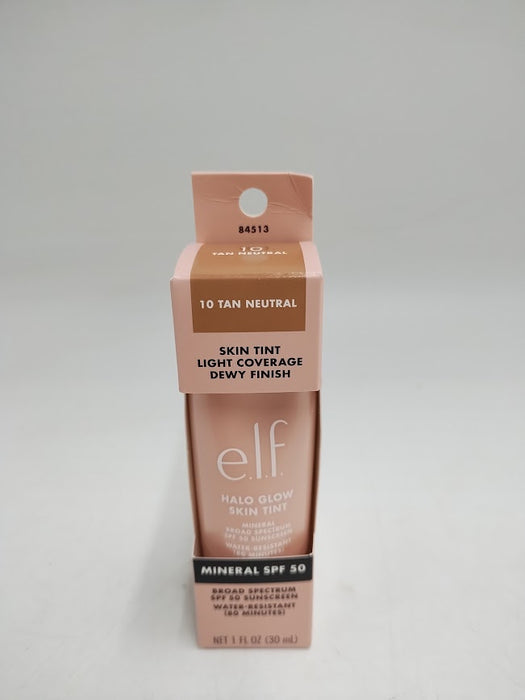 84513
10
TAN NEUTRAL
10 TAN NEUTRAL
SKIN TINT
LIGHT COVERAGE
DEWY FINISH
e.l.f.
HALO GLOW
SKIN TINT
MINERAL
BROAD SPECTRUM
SPF 50 SUNSCREEN
WATER-RESISTANT
(80 MINUTES)
MINERAL SPF 50
BROAD SPECTRUM
SPF 50 SUNSCREEN
WATER-RESISTANT
(80 MINUTES)
NET 1 FL OZ (30 mL)